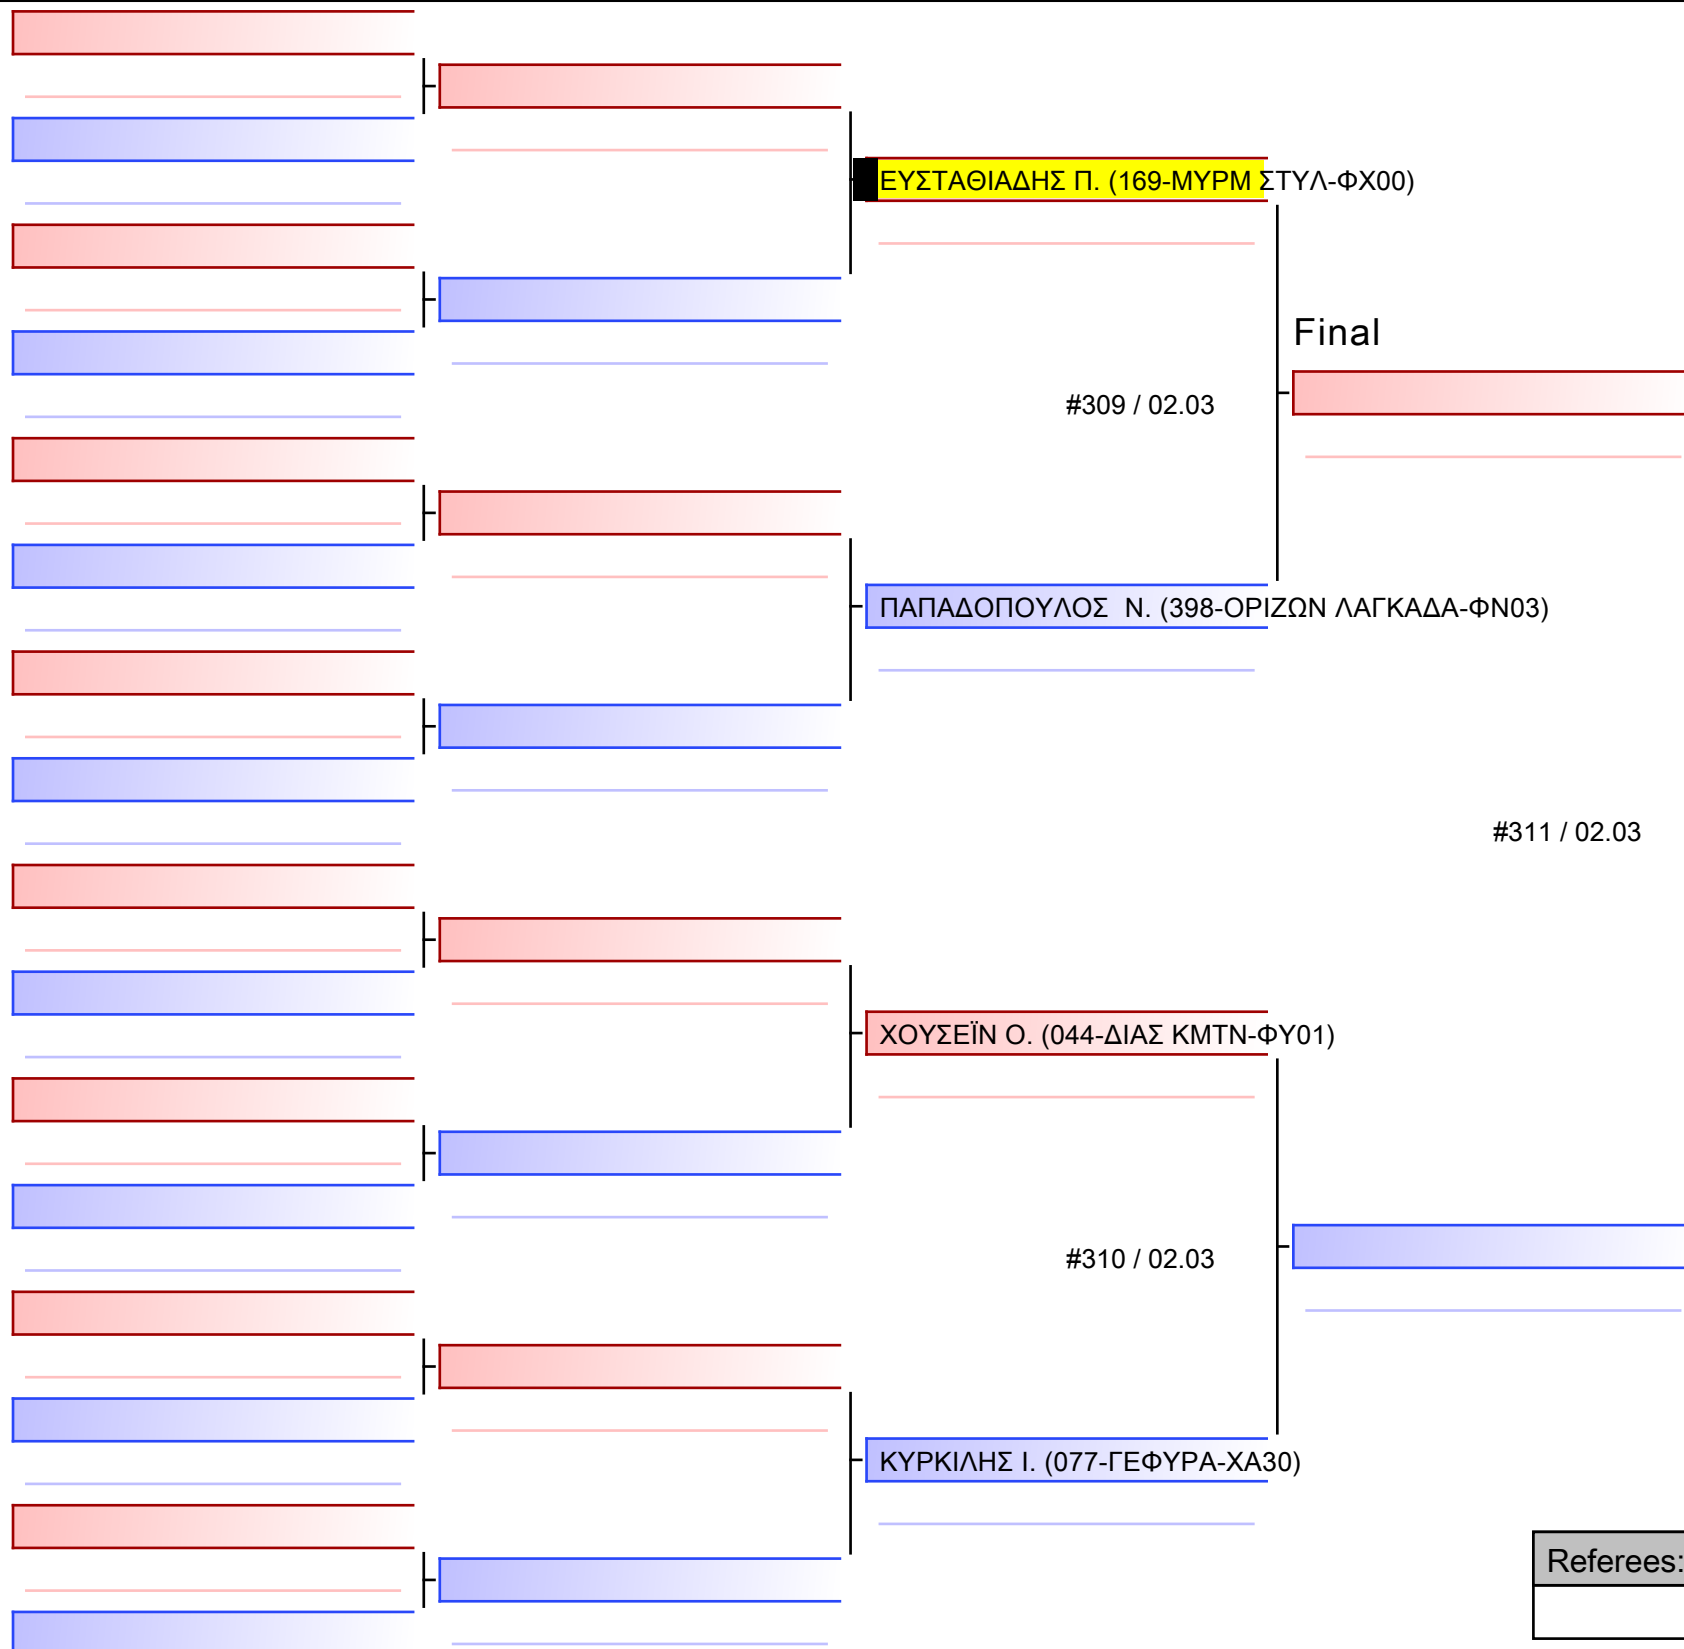 ΕΥΣΤΑΘΙΑΔΗΣ Π. (169-ΜΥΡΜ ΣΤΥΛ-ΦΧ00)
Final
#309 / 02.03
ΠΑΠΑΔΟΠΟΥΛΟΣ  Ν. (398-ΟΡΙΖΩΝ ΛΑΓΚΑΔΑ-ΦΝ03)
#311 / 02.03
ΧΟΥΣΕΪΝ Ο. (044-ΔΙΑΣ ΚΜΤΝ-ΦΥ01)
#310 / 02.03
ΚΥΡΚΙΛΗΣ Ι. (077-ΓΕΦΥΡΑ-ΧΑ30)
Referees: